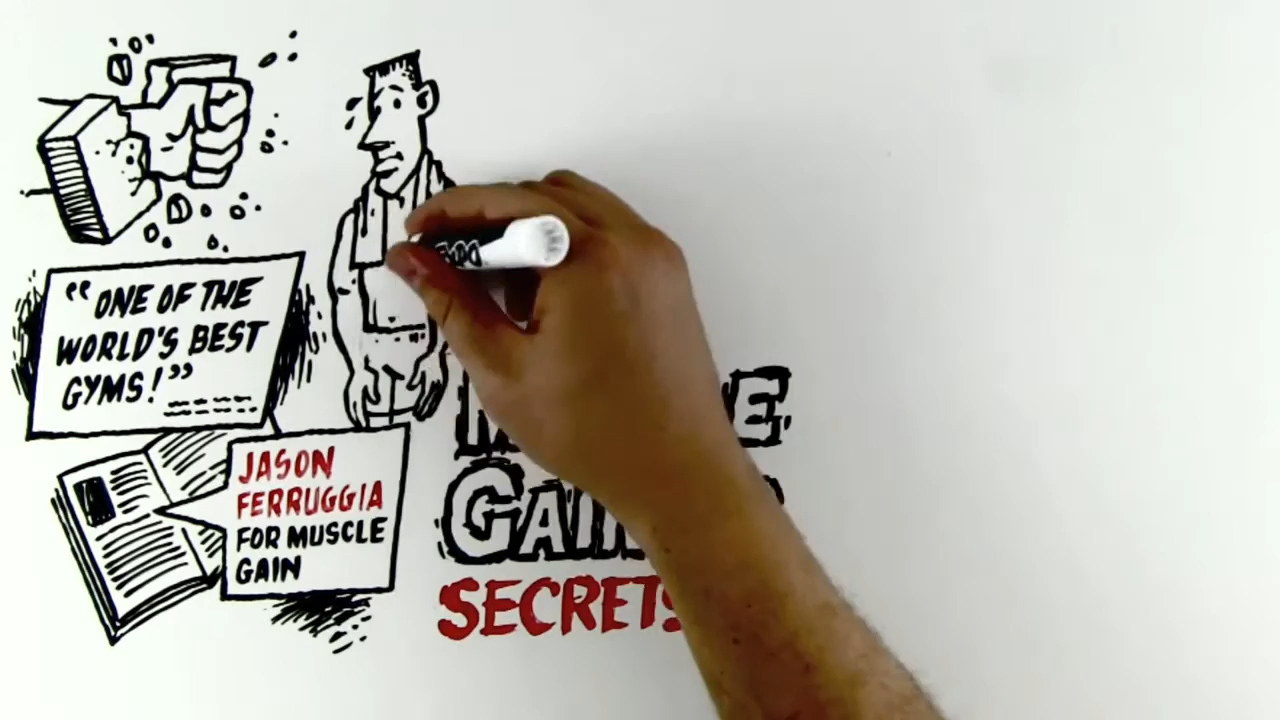 “ONE OF THE
WORLD'S BEST
GYMS!”
JASON
FERRUGGIA
FOR MUSCLE
GAIN
SECRETS